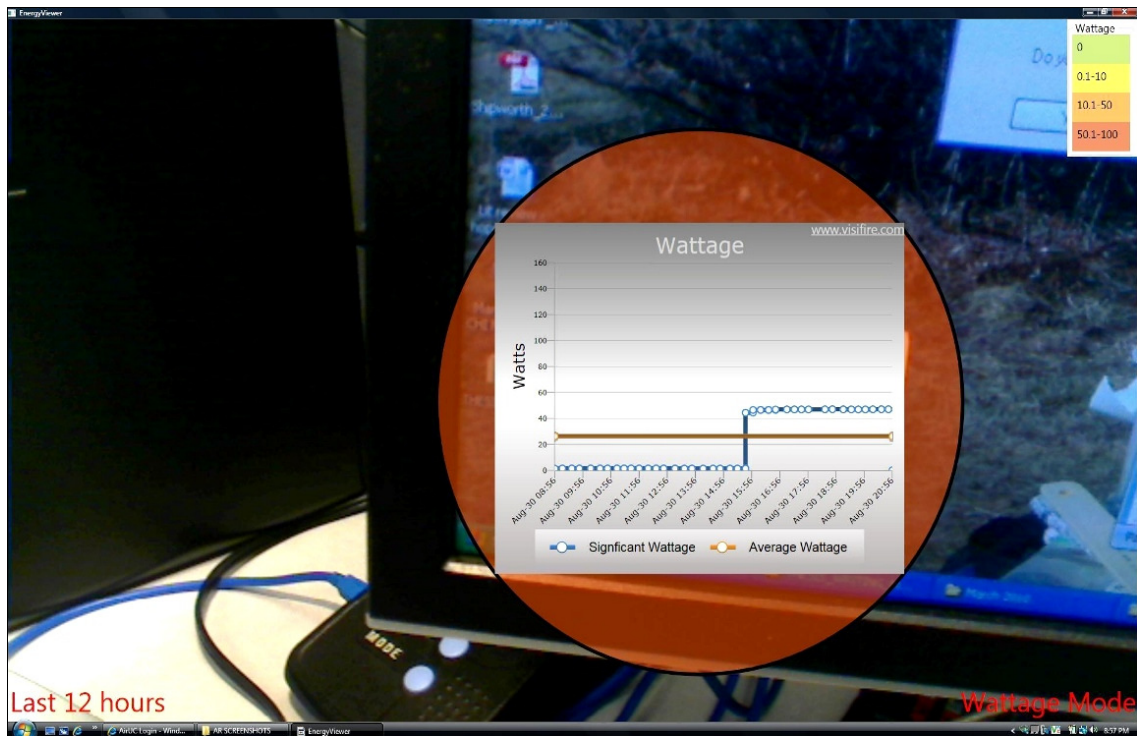 EnergyViewer
Wattage
0
0.1-10
10.1-50
50.1-100
Shipworth_2...
www.visifire.com
Wattage
160
140
120
100
80
60
40
20
0
Watts
Aug-30 08:56
Aug-30 09:56
Aug-30 10:56
Aug-30 11:56
Aug-30 12:56
Aug-30 13:56
Aug-30 14:56
Aug-30 15:56
Aug-30 16:56
Aug-30 17:56
Aug-30 18:56
Aug-30 19:56
Aug-30 20:56
Signficant Wattage
Average Wattage
MODE
Last 12 hours
Wattage Mode
AirUC Login - Wind...
AR SCREENSHOTS
EnergyViewer
8:57 PM